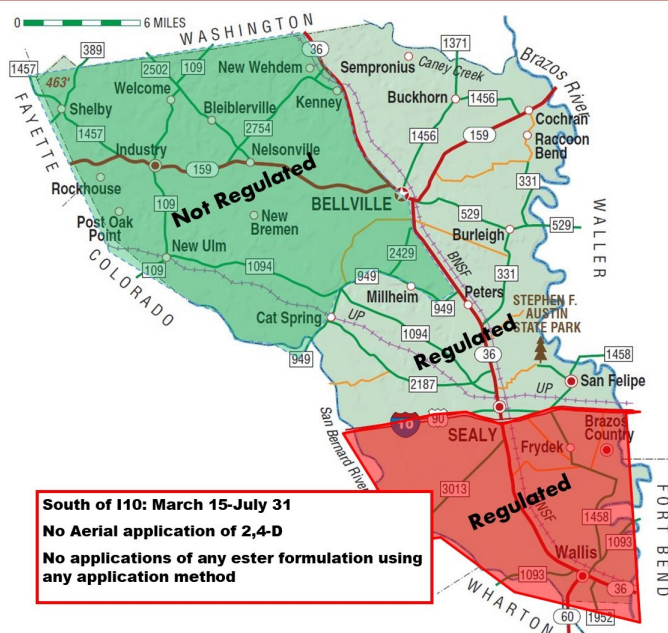 0 6 MILES
WASHINGTON
36
1371
389
1457
463'
2502
109
New Wehdem
Sempronius
Caney Creek
Brazos River
Welcome
Kenney
Buckhorn
1456
Shelby
Bleiblerville
Cochran
FAYETTE
1457
2754
1456
159
Raccoon
Bend
Industry
Nelsonville
159
Not Regulated
331
Rockhouse
109
BELLVILLE
Post Oak
Point
New
Bremen
529
529
Burleigh
WALLER
New Ulm
2429
BNSF
COLORADO
109
1094
949
331
Millheim
949
Peters
STEPHEN F.
AUSTIN
STATE PARK
Cat Spring
UP
1094
Regulated
36
949
1458
2187
UP
San Felipe
San Bernard River
10
90
SEALY
Brazos
Country
Frydek
3013
Regulated
BNSF
1458
FORT BEND
1093
Wallis
1093
36
WHARTON
60
1952
South of I10: March 15-July 31
No Aerial application of 2,4-D
No applications of any ester formulation using
any application method